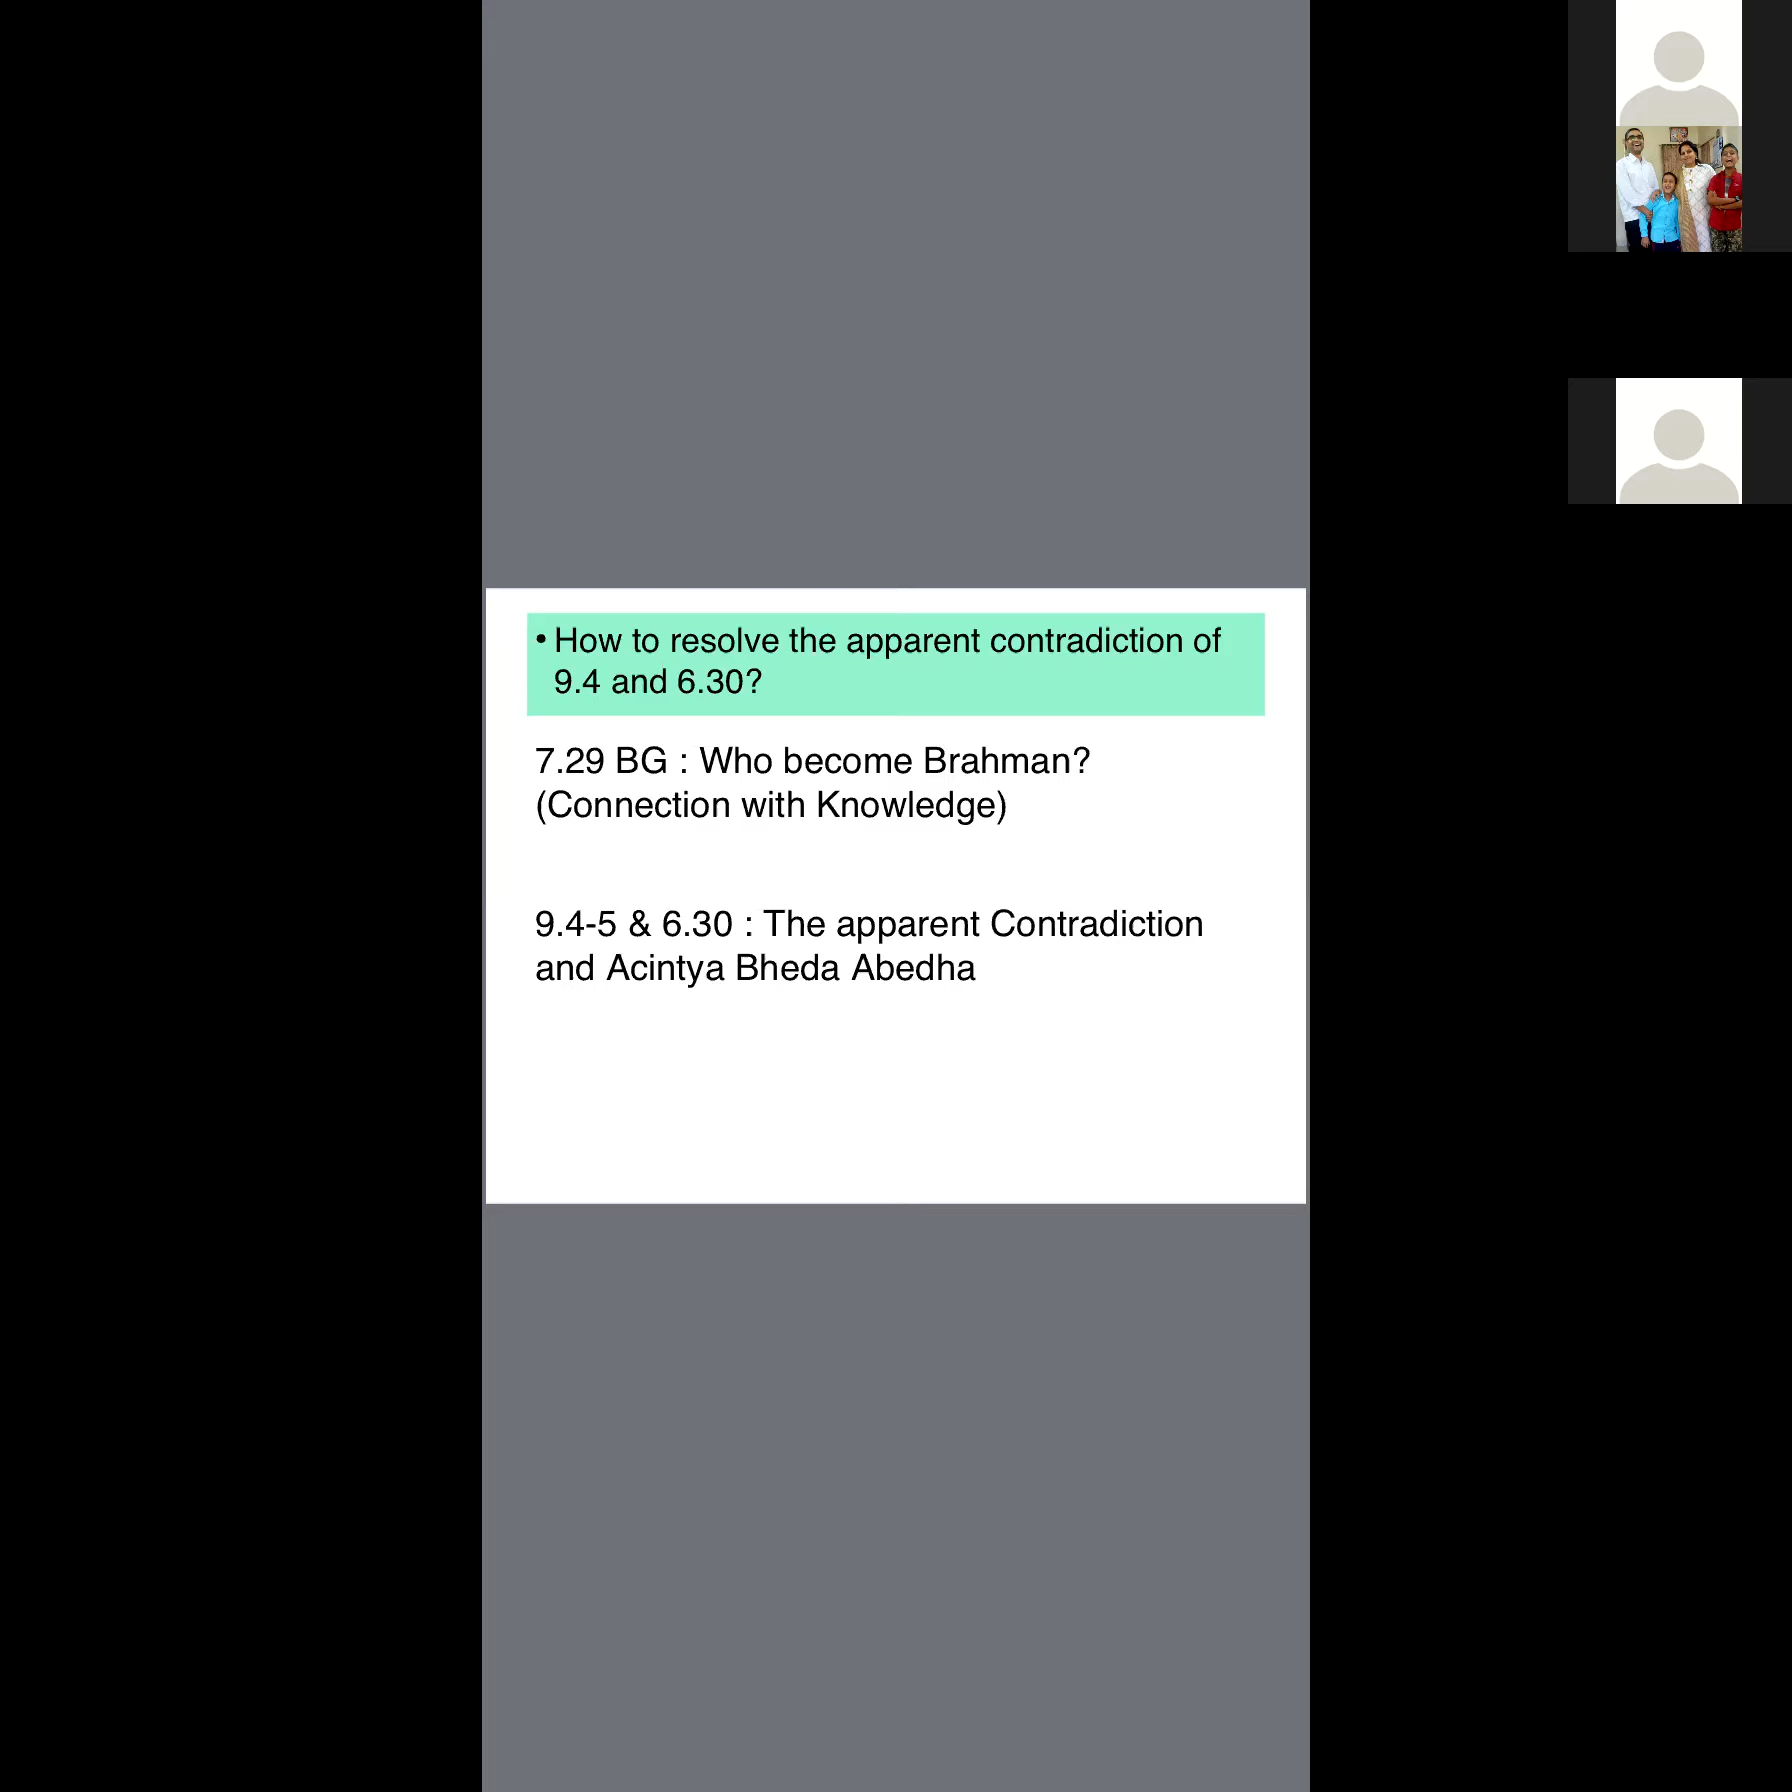 • How to resolve the apparent contradiction of
9.4 and 6.30?
7.29 BG : Who become Brahman?
(Connection with Knowledge)
9.4-5 & 6.30 : The apparent Contradiction
and Acintya Bheda Abedha